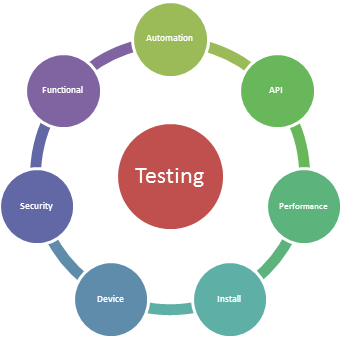 Automation
Functional
API
Testing
Security
Performance
Device
Install